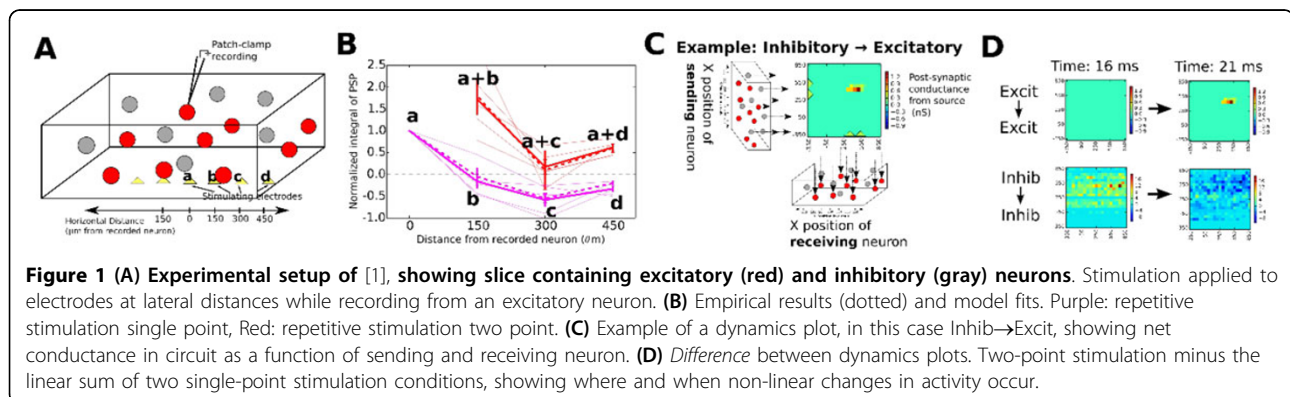 A
Patch-clamp
recording
a b c d
Stimulating electrodes
Horizontal Distance
(μm from recorded neuron)
150 0 150 300 450
B
Normalized integral of PSP
2.5
2.0
1.5
1.0
0.5
0.0
-0.5
-1.0
a
a+b
a+c
a+d
b
c
d
0 150 300 450
Distance from recorded neuron
C
Example: Inhibitory → Excitatory
X position of
sending neuron
Post-synaptic
conductance
from source
(nS)
X position of
receiving neuron
D
Time: 16 ms
Time: 21 ms
Excit
Excit
Inhib
Inhib
Figure 1 (A) Experimental setup of [1], showing slice containing excitatory (red) and inhibitory (gray) neurons. Stimulation applied to
electrodes at lateral distances while recording from an excitatory neuron. (B) Empirical results (dotted) and model fits. Purple: repetitive
stimulation single point, Red: repetitive stimulation two point. (C) Example of a dynamics plot, in this case Inhib→Excit, showing net
conductance in circuit as a function of sending and receiving neuron. (D) Difference between dynamics plots. Two-point stimulation minus the
linear sum of two single-point stimulation conditions, showing where and when non-linear changes in activity occur.